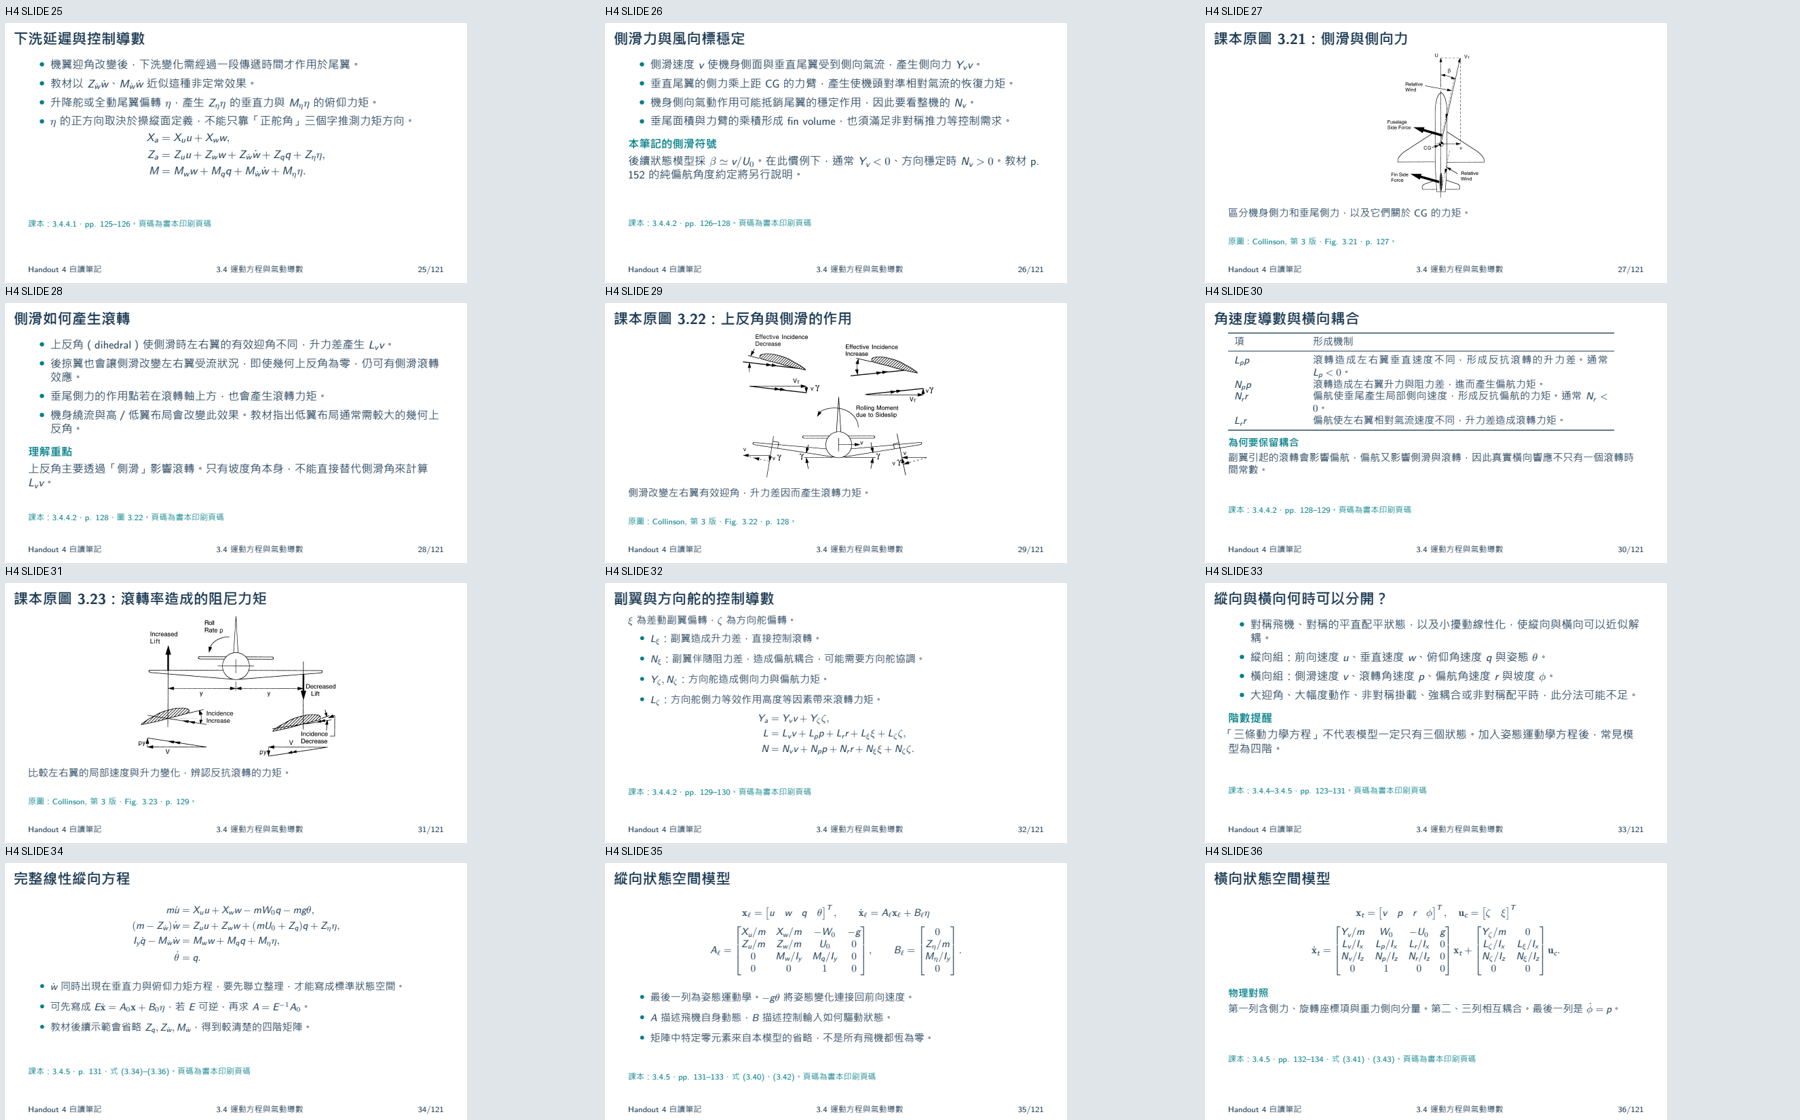 H4 SLIDE 25
下洗延遲與控制導數
• 機翼迎角改變後，下洗變化需經過一段傳遞時間才作用於尾翼。
• 教材以 Z_ẇẇ、M_ẇẇ 近似這種非定常效果。
• 升降舵或全動尾翼偏轉 η，產生 Z_ηη 的垂直力與 M_ηη 的俯仰力矩。
• η 的正方向取決於操縱面定義，不能只靠「正舵角」三個字推測力矩方向。
X_a = X_u u + X_w w,
Z_a = Z_u u + Z_w w + Z_ẇ ẇ + Z_q q + Z_η η,
M = M_w w + M_q q + M_ẇ ẇ + M_η η.
課本：3.4.4.1，pp. 125–126。頁碼為書本印刷頁碼
Handout 4 自讀筆記 3.4 運動方程與氣動導數 25/121
H4 SLIDE 26
側滑力與風向標穩定
• 側滑速度 v 使機身側面與垂直尾翼受到側向氣流，產生側向力 Y_v v。
• 垂直尾翼的側力乘上距 CG 的力臂，產生使機頭對準相對氣流的恢復力矩。
• 機身側向氣動作用可能抵銷尾翼的穩定作用，因此要看整機的 N_v。
• 垂尾面積與力臂的乘積形成 fin volume，也須滿足非對稱推力等控制需求。
本筆記的側滑符號
後續狀態模型採 β ≃ v/U_0。在此慣例下，通常 Y_v < 0、方向穩定時 N_v > 0。教材 p.
152 的純偏航角度約定將另行說明。
課本：3.4.4.2，pp. 126–128。頁碼為書本印刷頁碼
Handout 4 自讀筆記 3.4 運動方程與氣動導數 26/121
H4 SLIDE 27
課本原圖 3.21：側滑與側向力
u
V_T
β
Relative
Wind
Fuselage
Side Force
CG
v
Fin Side
Force
Relative
Wind
區分機身側力和垂尾側力，以及它們關於 CG 的力矩。
原圖：Collinson, 第 3 版，Fig. 3.21，p. 127。
Handout 4 自讀筆記 3.4 運動方程與氣動導數 27/121
H4 SLIDE 28
側滑如何產生滾轉
• 上反角（dihedral）使側滑時左右翼的有效迎角不同，升力差產生 L_v v。
• 後掠翼也會讓側滑改變左右翼受流狀況，即使幾何上反角為零，仍可有側滑滾轉
效應。
• 垂尾側力的作用點若在滾轉軸上方，也會產生滾轉力矩。
• 機身繞流與高 / 低翼布局會改變此效果。教材指出低翼布局通常需較大的幾何上
反角。
理解重點
上反角主要透過「側滑」影響滾轉。只有坡度角本身，不能直接替代側滑角來計算
L_v v。
課本：3.4.4.2，p. 128，圖 3.22。頁碼為書本印刷頁碼
Handout 4 自讀筆記 3.4 運動方程與氣動導數 28/121
H4 SLIDE 29
課本原圖 3.22：上反角與側滑的作用
Effective Incidence
Decrease
Effective Incidence
Increase
V_T
vγ
V_T
vγ
Rolling Moment
due to Sideslip
v
v
vγ
γ
vγ
v
側滑改變左右翼有效迎角，升力差因而產生滾轉力矩。
原圖：Collinson, 第 3 版，Fig. 3.22，p. 128。
Handout 4 自讀筆記 3.4 運動方程與氣動導數 29/121
H4 SLIDE 30
角速度導數與橫向耦合
項 形成機制
L_p p 滾轉造成左右翼垂直速度不同，形成反抗滾轉的升力差。通常
L_p < 0。
N_p p 滾轉造成左右翼升力與阻力差，進而產生偏航力矩。
N_r r 偏航使垂尾產生局部側向速度，形成反抗偏航的力矩。通常 N_r <
0。
L_r r 偏航使左右翼相對氣流速度不同，升力差造成滾轉力矩。
為何要保留耦合
副翼引起的滾轉會影響偏航，偏航又影響側滑與滾轉，因此真實橫向響應不只有一個滾轉時
間常數。
課本：3.4.4.2，pp. 128–129。頁碼為書本印刷頁碼
Handout 4 自讀筆記 3.4 運動方程與氣動導數 30/121
H4 SLIDE 31
課本原圖 3.23：滾轉率造成的阻尼力矩
Roll
Rate p
Increased
Lift
y
y
Decreased
Lift
Incidence
Increase
Incidence
Decrease
py
V
V
py
比較左右翼的局部速度與升力變化，辨認反抗滾轉的力矩。
原圖：Collinson, 第 3 版，Fig. 3.23，p. 129。
Handout 4 自讀筆記 3.4 運動方程與氣動導數 31/121
H4 SLIDE 32
副翼與方向舵的控制導數
ξ 為差動副翼偏轉，ζ 為方向舵偏轉。
• L_ξ：副翼造成升力差，直接控制滾轉。
• N_ξ：副翼伴隨阻力差，造成偏航耦合，可能需要方向舵協調。
• Y_ζ, N_ζ：方向舵造成側向力與偏航力矩。
• L_ζ：方向舵側力等效作用高度等因素帶來滾轉力矩。
Y_a = Y_v v + Y_ζ ζ,
L = L_v v + L_p p + L_r r + L_ξ ξ + L_ζ ζ,
N = N_v v + N_p p + N_r r + N_ξ ξ + N_ζ ζ.
課本：3.4.4.2，pp. 129–130。頁碼為書本印刷頁碼
Handout 4 自讀筆記 3.4 運動方程與氣動導數 32/121
H4 SLIDE 33
縱向與橫向何時可以分開？
• 對稱飛機、對稱的平直配平狀態，以及小擾動線性化，使縱向與橫向可以近似解
耦。
• 縱向組：前向速度 u、垂直速度 w、俯仰角速度 q 與姿態 θ。
• 橫向組：側滑速度 v、滾轉角速度 p、偏航角速度 r 與坡度 ϕ。
• 大迎角、大幅度動作、非對稱掛載、強耦合或非對稱配平時，此分法可能不足。
階數提醒
「三條動力學方程」不代表模型一定只有三個狀態。加入姿態運動學方程後，常見模
型為四階。
課本：3.4.4–3.4.5，pp. 123–131。頁碼為書本印刷頁碼
Handout 4 自讀筆記 3.4 運動方程與氣動導數 33/121
H4 SLIDE 34
完整線性縱向方程
mu̇ = X_u u + X_w w − mW_0 q − mgθ,
(m − Z_ẇ)ẇ = Z_u u + Z_w w + (mU_0 + Z_q)q + Z_η η,
I_y q̇ − M_ẇ ẇ = M_w w + M_q q + M_η η,
θ̇ = q.
• ẇ 同時出現在垂直力與俯仰力矩方程，要先聯立整理，才能寫成標準狀態空間。
• 可先寫成 Eẋ = A_0 x + B_0 η，若 E 可逆，再求 A = E⁻¹A_0。
• 教材後續示範會省略 Z_q, Z_ẇ, M_ẇ，得到較清楚的四階矩陣。
課本：3.4.5，p. 131，式 (3.34)–(3.36)。頁碼為書本印刷頁碼
Handout 4 自讀筆記 3.4 運動方程與氣動導數 34/121
H4 SLIDE 35
縱向狀態空間模型
x_ℓ = [u w q θ]^T, ẋ_ℓ = A_ℓ x_ℓ + B_ℓ η
A_ℓ = [X_u/m X_w/m −W_0 −g; Z_u/m Z_w/m U_0 0; 0 M_w/I_y M_q/I_y 0; 0 0 1 0], B_ℓ = [0; Z_η/m; M_η/I_y; 0].
• 最後一列為姿態運動學。−gθ 將姿態變化連接回前向速度。
• A 描述飛機自身動態，B 描述控制輸入如何驅動狀態。
• 矩陣中特定零元素來自本模型的省略，不是所有飛機都恆為零。
課本：3.4.5，pp. 131–133，式 (3.40)、(3.42)。頁碼為書本印刷頁碼
Handout 4 自讀筆記 3.4 運動方程與氣動導數 35/121
H4 SLIDE 36
橫向狀態空間模型
x_t = [v p r ϕ]^T, u_c = [ζ ξ]^T
ẋ_t = [Y_v/m W_0 −U_0 g; L_v/I_x L_p/I_x L_r/I_x 0; N_v/I_z N_p/I_z N_r/I_z 0; 0 1 0 0] x_t + [Y_ζ/m 0; L_ζ/I_x L_ξ/I_x; N_ζ/I_z N_ξ/I_z; 0 0] u_c.
物理對照
第一列含側力、旋轉座標項與重力側向分量。第二、三列相互耦合。最後一列是 ϕ̇ = p。
課本：3.4.5，pp. 132–134，式 (3.41)、(3.43)。頁碼為書本印刷頁碼
Handout 4 自讀筆記 3.4 運動方程與氣動導數 36/121